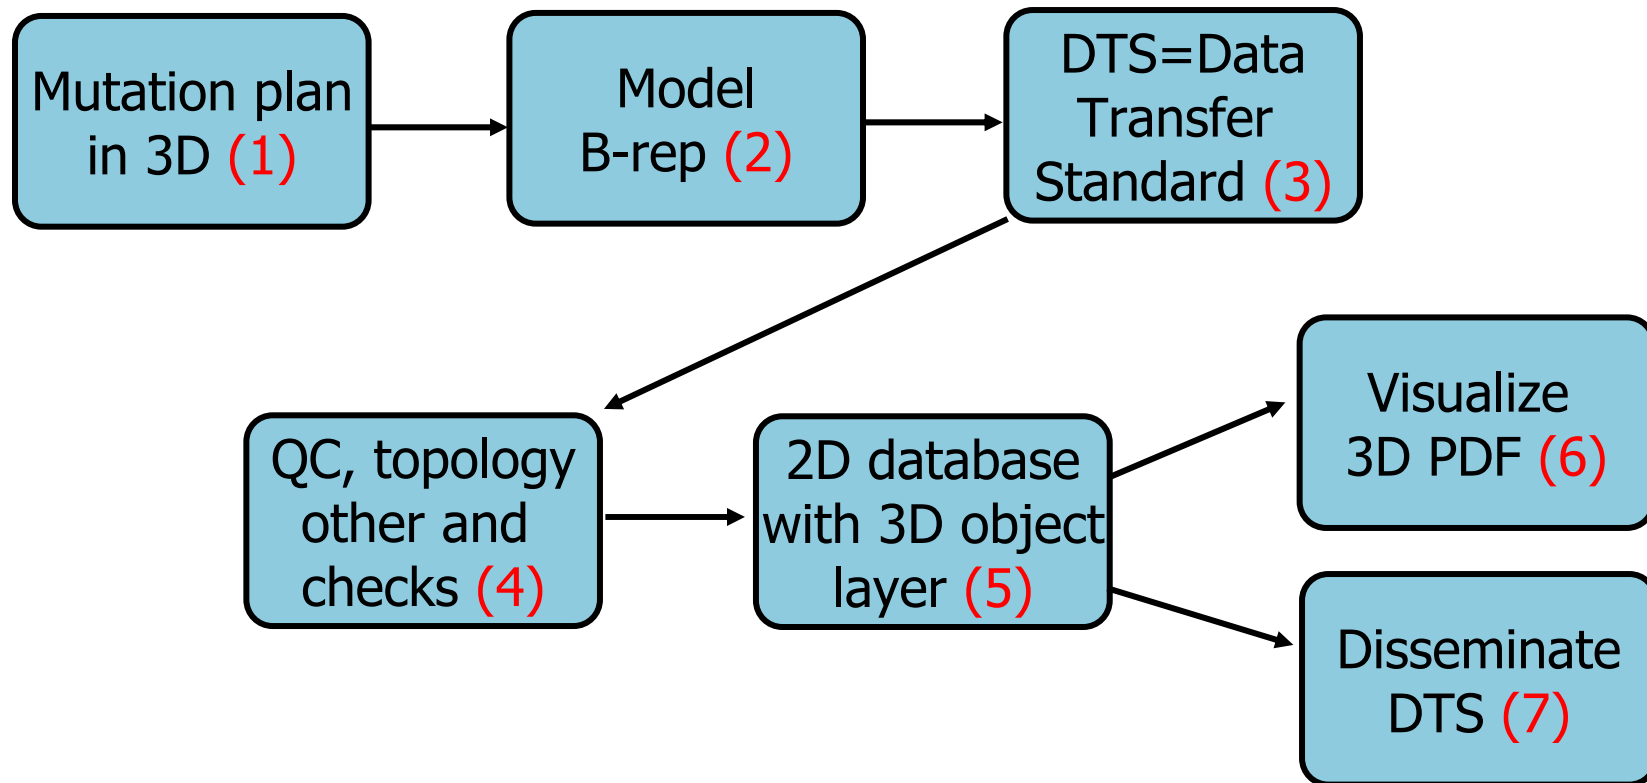 Mutation plan
in 3D (1)
Model
B-rep (2)
DTS=Data
Transfer
Standard (3)
QC, topology
other and
checks (4)
2D database
with 3D object
layer (5)
Visualize
3D PDF (6)
Disseminate
DTS (7)